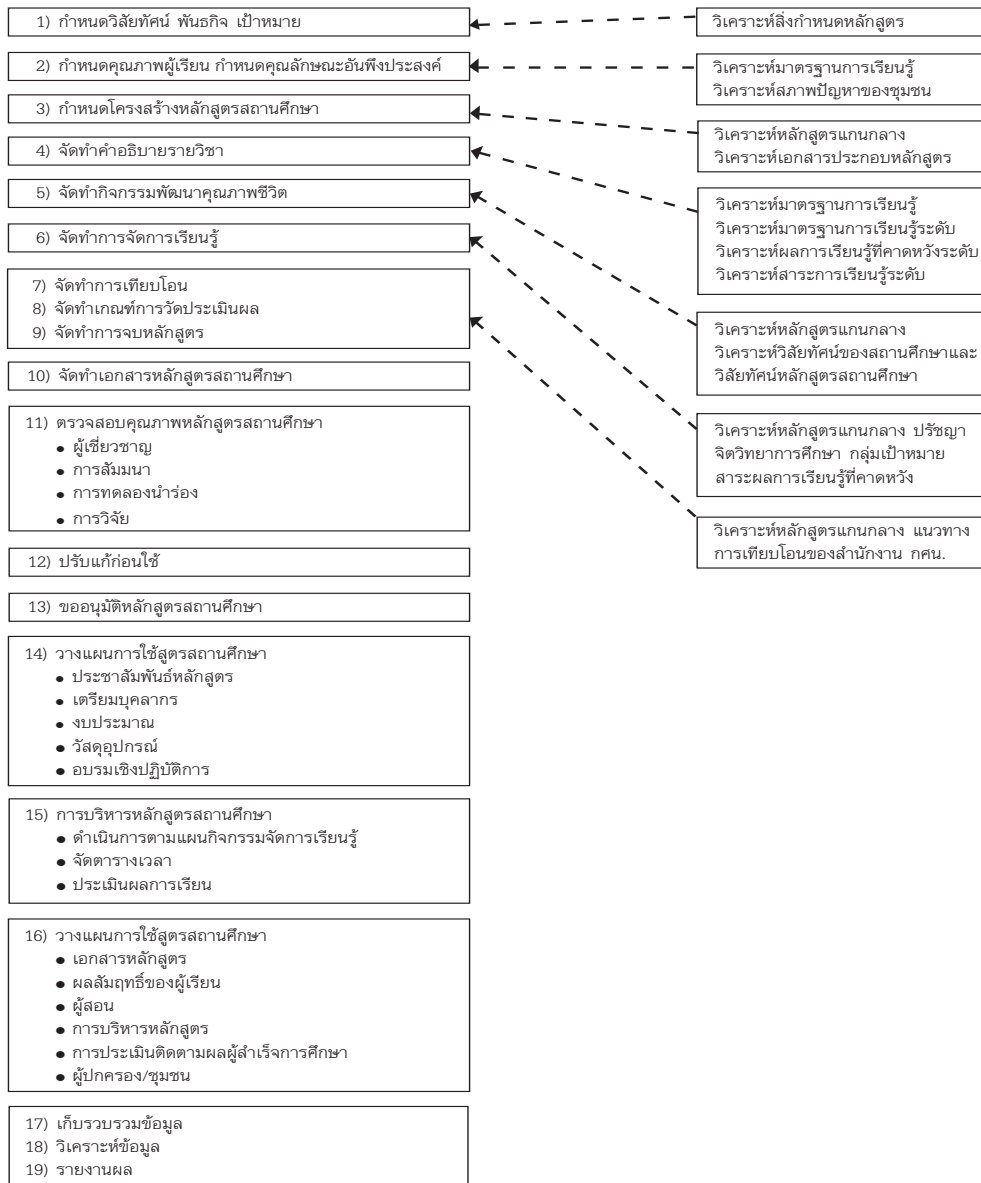 1) กำหนดวิสัยทัศน์ พันธกิจ เป้าหมาย
2) กำหนดคุณภาพผู้เรียน กำหนดคุณลักษณะอันพึงประสงค์
3) กำหนดโครงสร้างหลักสูตรสถานศึกษา
4) จัดทำคำอธิบายรายวิชา
5) จัดทำกิจกรรมพัฒนาคุณภาพชีวิต
6) จัดทำการจัดการเรียนรู้
7) จัดทำการเทียบโอน
8) จัดทำเกณฑ์การวัดประเมินผล
9) จัดทำการจบหลักสูตร
10) จัดทำเอกสารหลักสูตรสถานศึกษา
11) ตรวจสอบคุณภาพหลักสูตรสถานศึกษา
● ผู้เชี่ยวชาญ
● การสัมมนา
● การทดลองนำร่อง
● การวิจัย
12) ปรับแก้ก่อนใช้
13) ขออนุมัติหลักสูตรสถานศึกษา
14) วางแผนการใช้สูตรสถานศึกษา
● ประชาสัมพันธ์หลักสูตร
● เตรียมบุคลากร
● งบประมาณ
● วัสดุอุปกรณ์
● อบรมเชิงปฏิบัติการ
15) การบริหารหลักสูตรสถานศึกษา
● ดำเนินการตามแผนกิจกรรมจัดการเรียนรู้
● จัดตารางเวลา
● ประเมินผลการเรียน
16) วางแผนการใช้สูตรสถานศึกษา
● เอกสารหลักสูตร
● ผลสัมฤทธิ์ของผู้เรียน
● ผู้สอน
● การบริหารหลักสูตร
● การประเมินติดตามผลผู้สำเร็จการศึกษา
● ผู้ปกครอง/ชุมชน
17) เก็บรวบรวมข้อมูล
18) วิเคราะห์ข้อมูล
19) รายงานผล
วิเคราะห์สิ่งกำหนดหลักสูตร
วิเคราะห์มาตรฐานการเรียนรู้
วิเคราะห์สภาพปัญหาของชุมชน
วิเคราะห์หลักสูตรแกนกลาง
วิเคราะห์เอกสารประกอบหลักสูตร
วิเคราะห์มาตรฐานการเรียนรู้
วิเคราะห์มาตรฐานการเรียนรู้ระดับ
วิเคราะห์ผลการเรียนรู้ที่คาดหวังระดับ
วิเคราะห์สาระการเรียนรู้ระดับ
วิเคราะห์หลักสูตรแกนกลาง
วิเคราะห์วิสัยทัศน์ของสถานศึกษาและ
วิสัยทัศน์หลักสูตรสถานศึกษา
วิเคราะห์หลักสูตรแกนกลาง ปรัชญา
จิตวิทยาการศึกษา กลุ่มเป้าหมาย
สาระผลการเรียนรู้ที่คาดหวัง
วิเคราะห์หลักสูตรแกนกลาง แนวทาง
การเทียบโอนของสำนักงาน กศน.